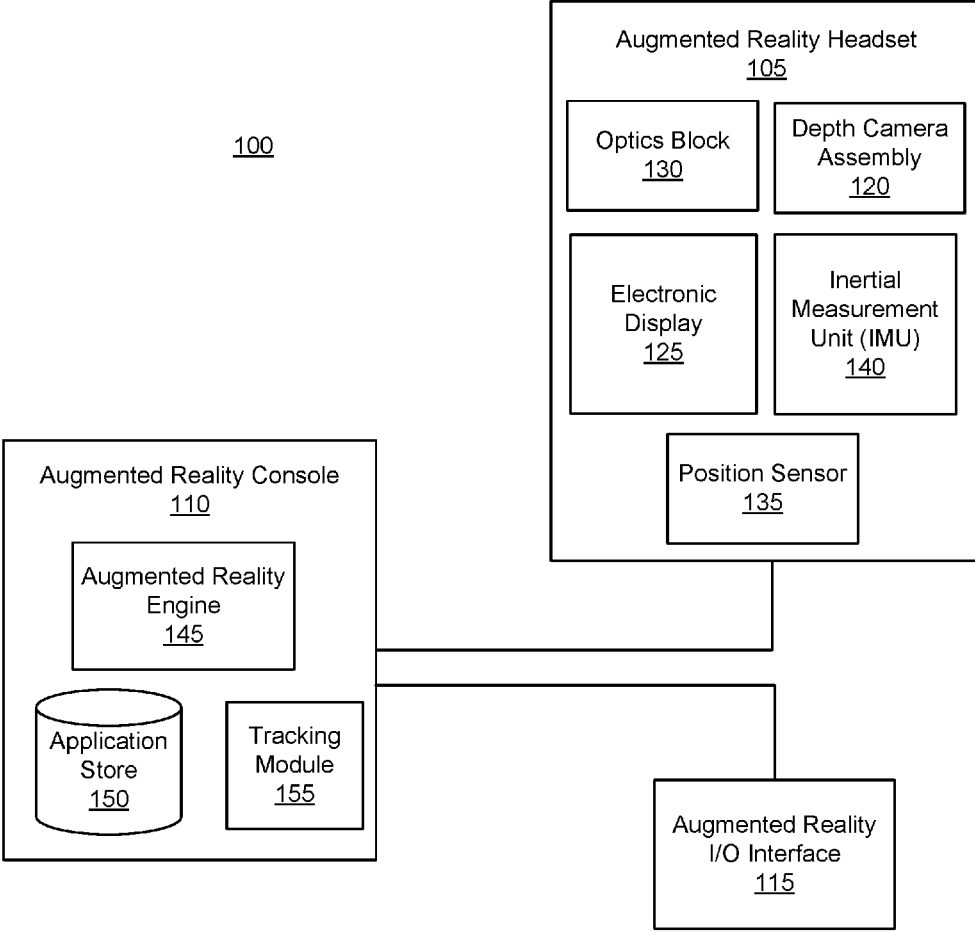 100
Augmented Reality Headset
105
Optics Block
130
Depth Camera
Assembly
120
Electronic
Display
125
Inertial
Measurement
Unit (IMU)
140
Position Sensor
135
Augmented Reality Console
110
Augmented Reality
Engine
145
Application
Store
150
Tracking
Module
155
Augmented Reality
I/O Interface
115